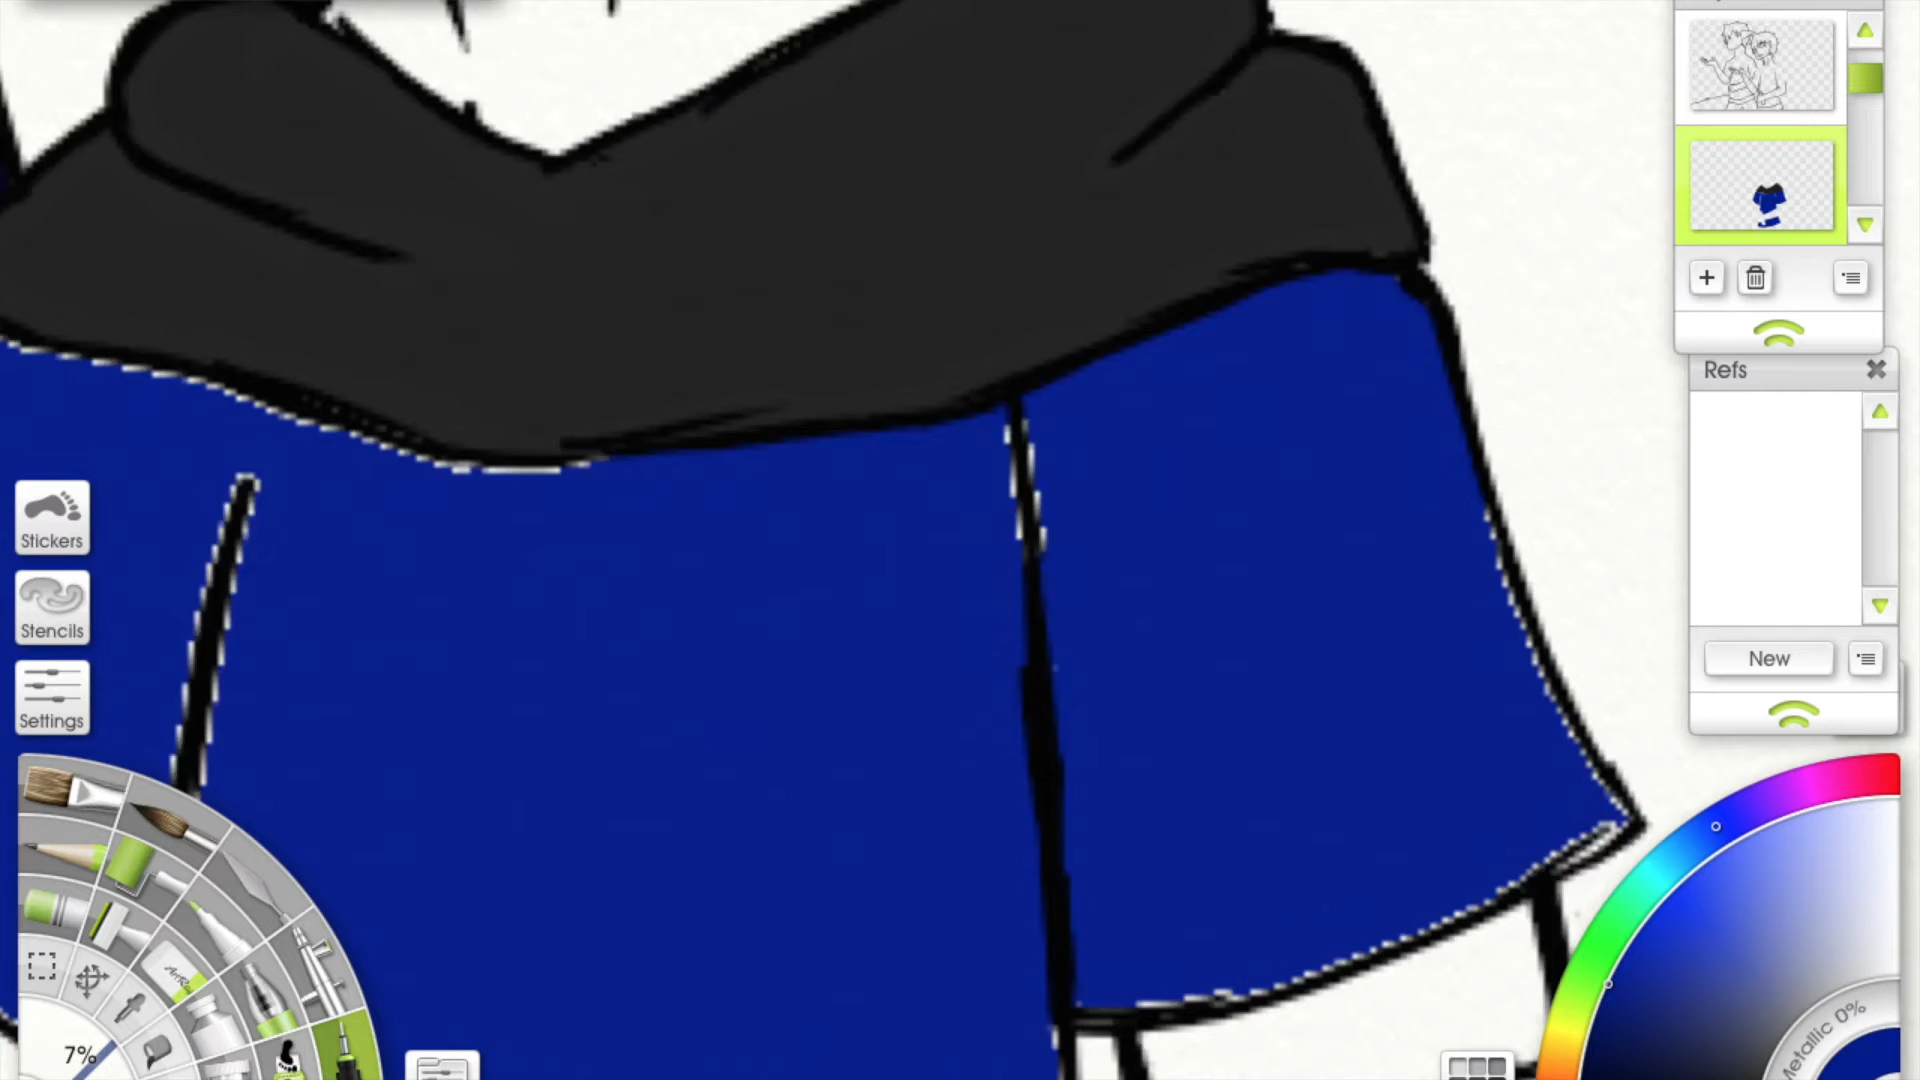 Refs
Stickers
Stencils
New
Settings
7%
Metallic 0%